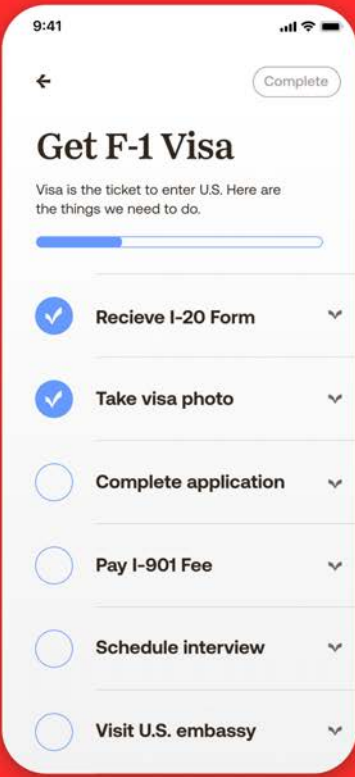 9:41
Complete
Get F-1 Visa
Visa is the ticket to enter U.S. Here are
the things we need to do.
Recieve I-20 Form
Take visa photo
Complete application
Pay I-901 Fee
Schedule interview
Visit U.S. embassy